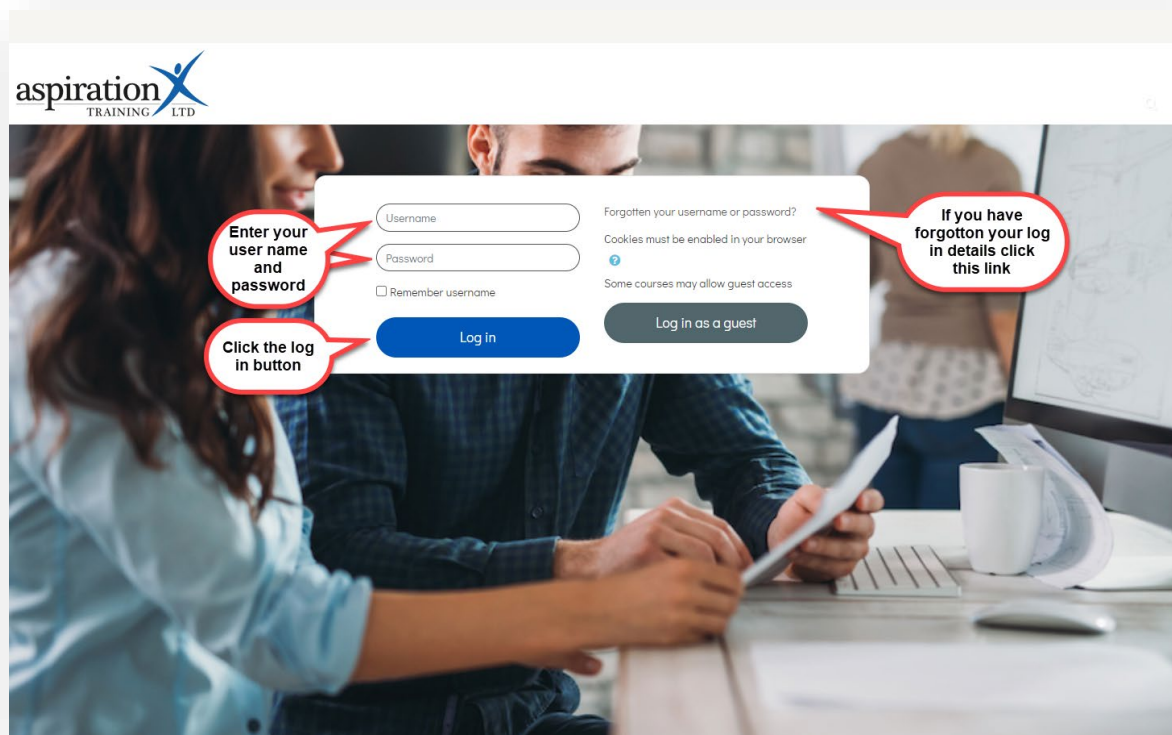 aspiration
TRAINING LTD
Enter your
user name
and
password
Username
Password
Remember username
Click the log
in button
Log in
Forgotten your username or password?
Cookies must be enabled in your browser
?
Some courses may allow guest access
Log in as a guest
If you have
forgotton your log
in details click
this link